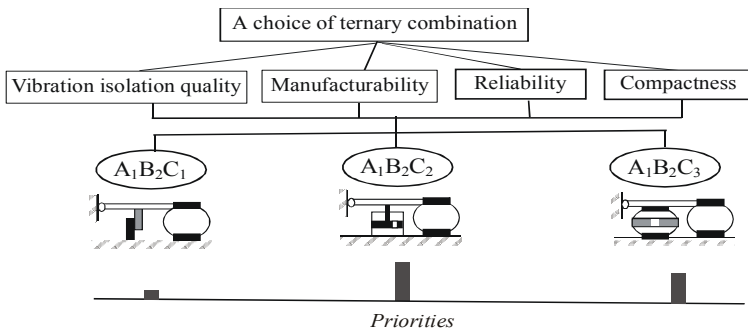 A choice of ternary combination
Vibration isolation quality
Manufacturability
Reliability
Compactness
A₁B₂C₁
A₁B₂C₂
A₁B₂C₃
Priorities